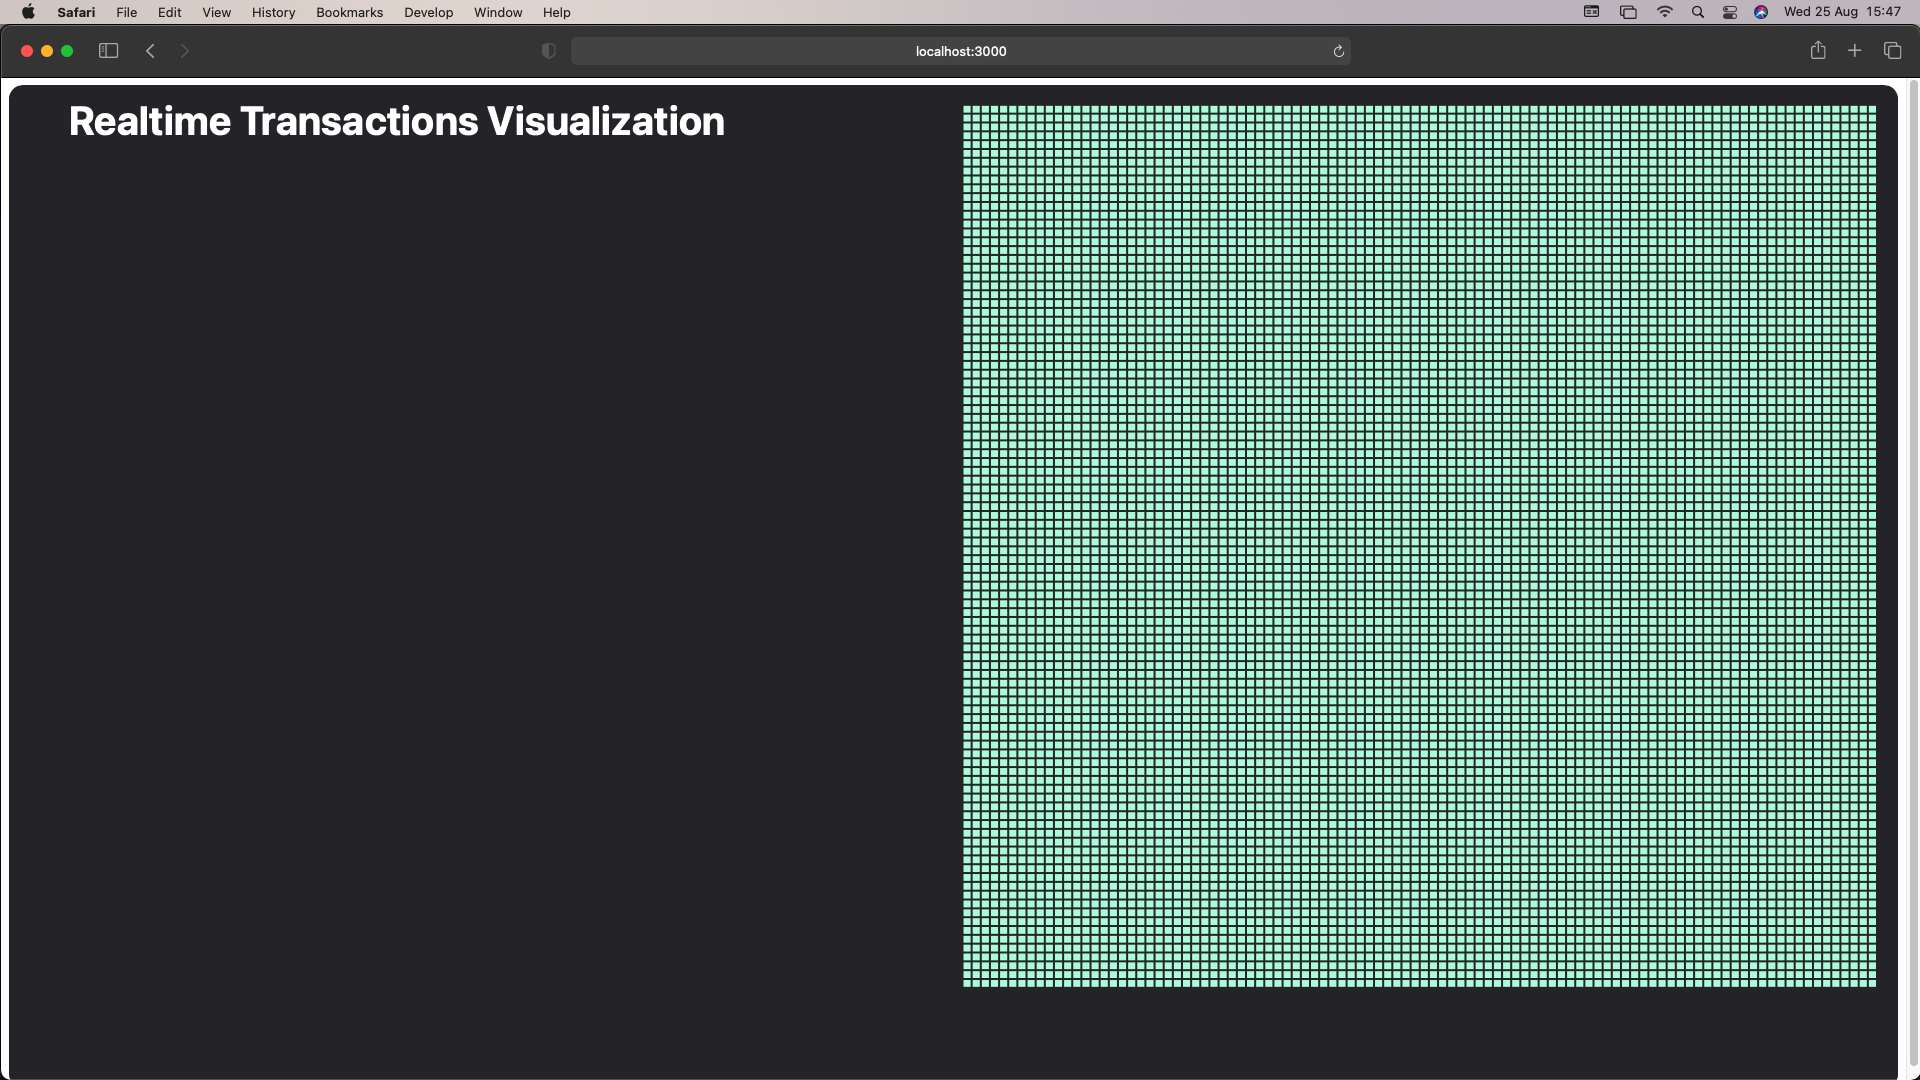 Safari File Edit View History Bookmarks Develop Window Help Wed 25 Aug 15:47
localhost:3000
Realtime Transactions Visualization